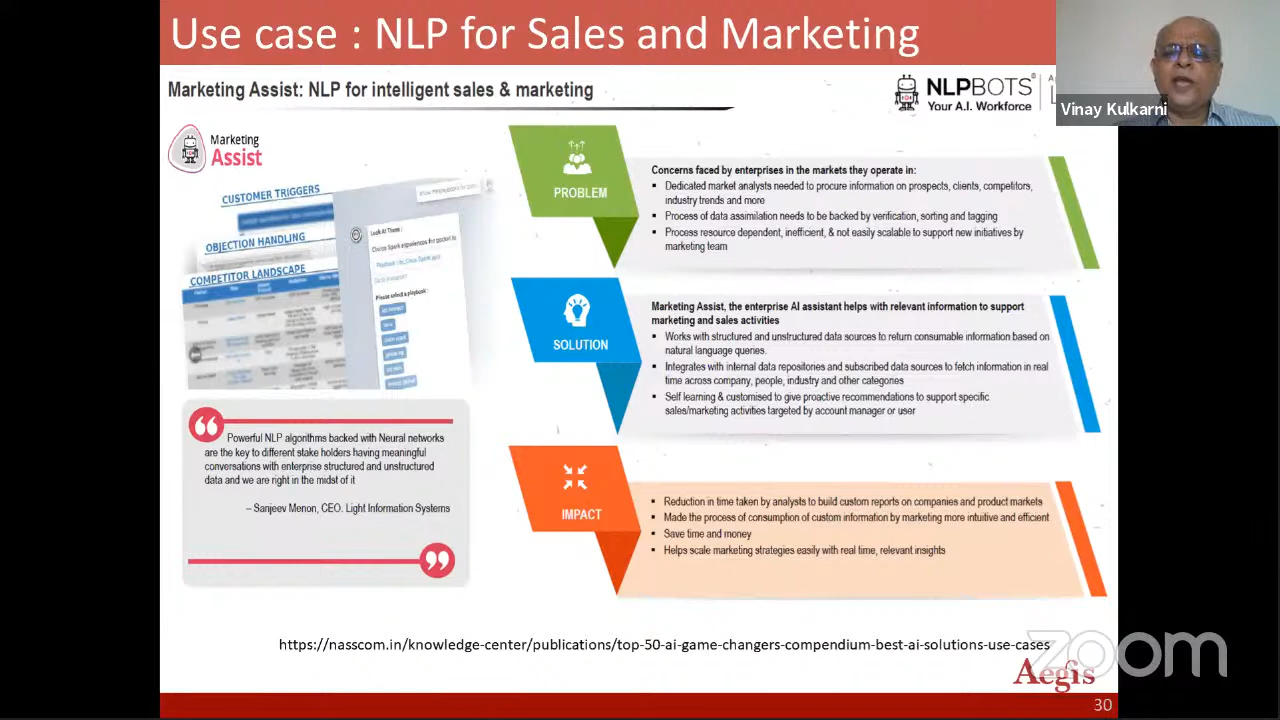 Use case : NLP for Sales and Marketing
Marketing Assist: NLP for intelligent sales & marketing
NLPBOTS
Your A.I. Workforce
Vinay Kulkarni
Marketing
Assist
CUSTOMER TRIGGERS
OBJECTION HANDLING
COMPETITOR LANDSCAPE
Look At These :
Please select a playbook :
PROBLEM
Concerns faced by enterprises in the markets they operate in:
▪ Dedicated market analysts needed to procure information on prospects, clients, competitors,
industry trends and more
▪ Process of data assimilation needs to be backed by verification, sorting and tagging
▪ Process resource dependent, inefficient, & not easily scalable to support new initiatives by
marketing team
SOLUTION
Marketing Assist, the enterprise AI assistant helps with relevant information to support
marketing and sales activities
▪ Works with structured and unstructured data sources to return consumable information based on
natural language queries.
▪ Integrates with internal data repositories and subscribed data sources to fetch information in real
time across company, people, industry and other categories
▪ Self learning & customised to give proactive recommendations to support specific
sales/marketing activities targeted by account manager or user
Powerful NLP algorithms backed with Neural networks
are the key to different stake holders having meaningful
conversations with enterprise structured and unstructured
data and we are right in the midst of it
– Sanjeev Menon, CEO. Light Information Systems
IMPACT
▪ Reduction in time taken by analysts to build custom reports on companies and product markets
▪ Made the process of consumption of custom information by marketing more intuitive and efficient
▪ Save time and money
▪ Helps scale marketing strategies easily with real time, relevant insights
https://nasscom.in/knowledge-center/publications/top-50-ai-game-changers-compendium-best-ai-solutions-use-cases
zoom
Aegis
30